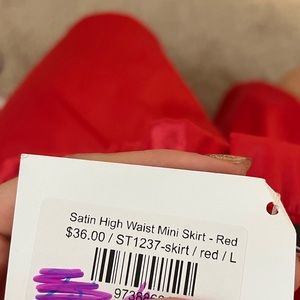 Satin High Waist Mini Skirt - Red
$36.00 / ST1237-skirt / red / L